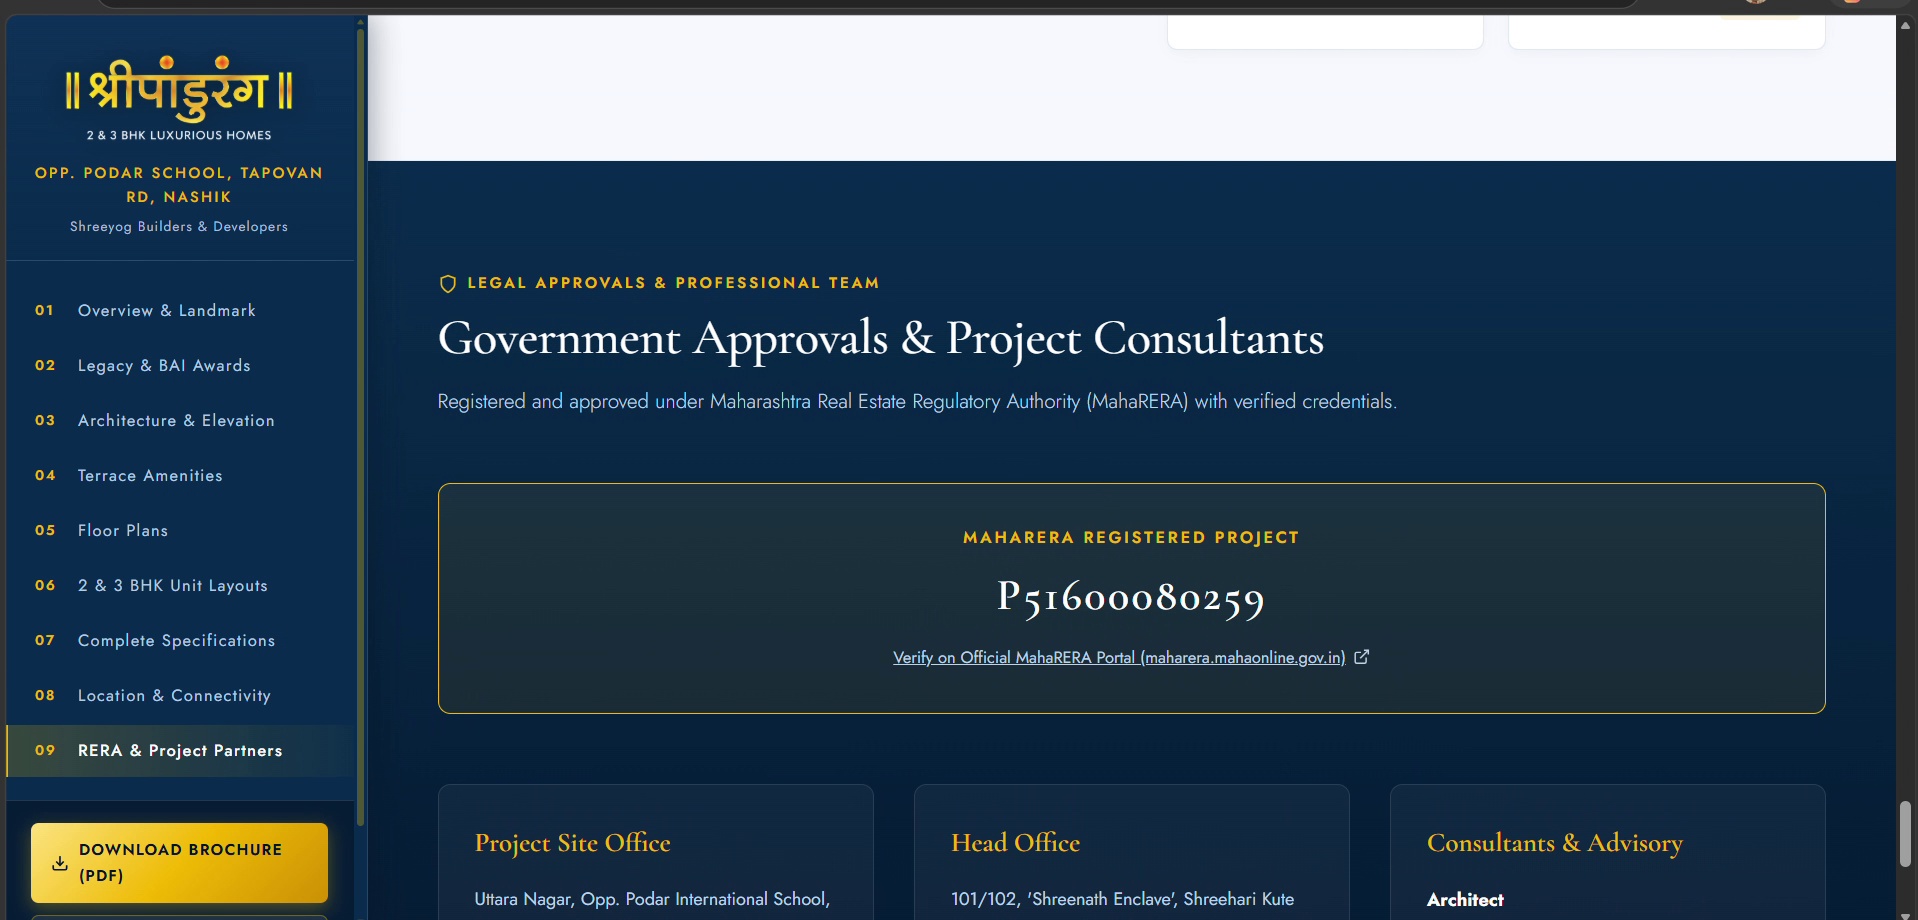 ॥ श्रीपांडुरंग ॥
2 & 3 BHK LUXURIOUS HOMES
OPP. PODAR SCHOOL, TAPOVAN
RD, NASHIK
Shreeyog Builders & Developers
01 Overview & Landmark
02 Legacy & BAI Awards
03 Architecture & Elevation
04 Terrace Amenities
05 Floor Plans
06 2 & 3 BHK Unit Layouts
07 Complete Specifications
08 Location & Connectivity
09 RERA & Project Partners
DOWNLOAD BROCHURE
(PDF)
LEGAL APPROVALS & PROFESSIONAL TEAM
Government Approvals & Project Consultants
Registered and approved under Maharashtra Real Estate Regulatory Authority (MahaRERA) with verified credentials.
MAHARERA REGISTERED PROJECT
P51600080259
Verify on Official MahaRERA Portal (maharera.mahaonline.gov.in)
Project Site Office
Uttara Nagar, Opp. Podar International School,
Head Office
101/102, 'Shreenath Enclave', Shreehari Kute
Consultants & Advisory
Architect